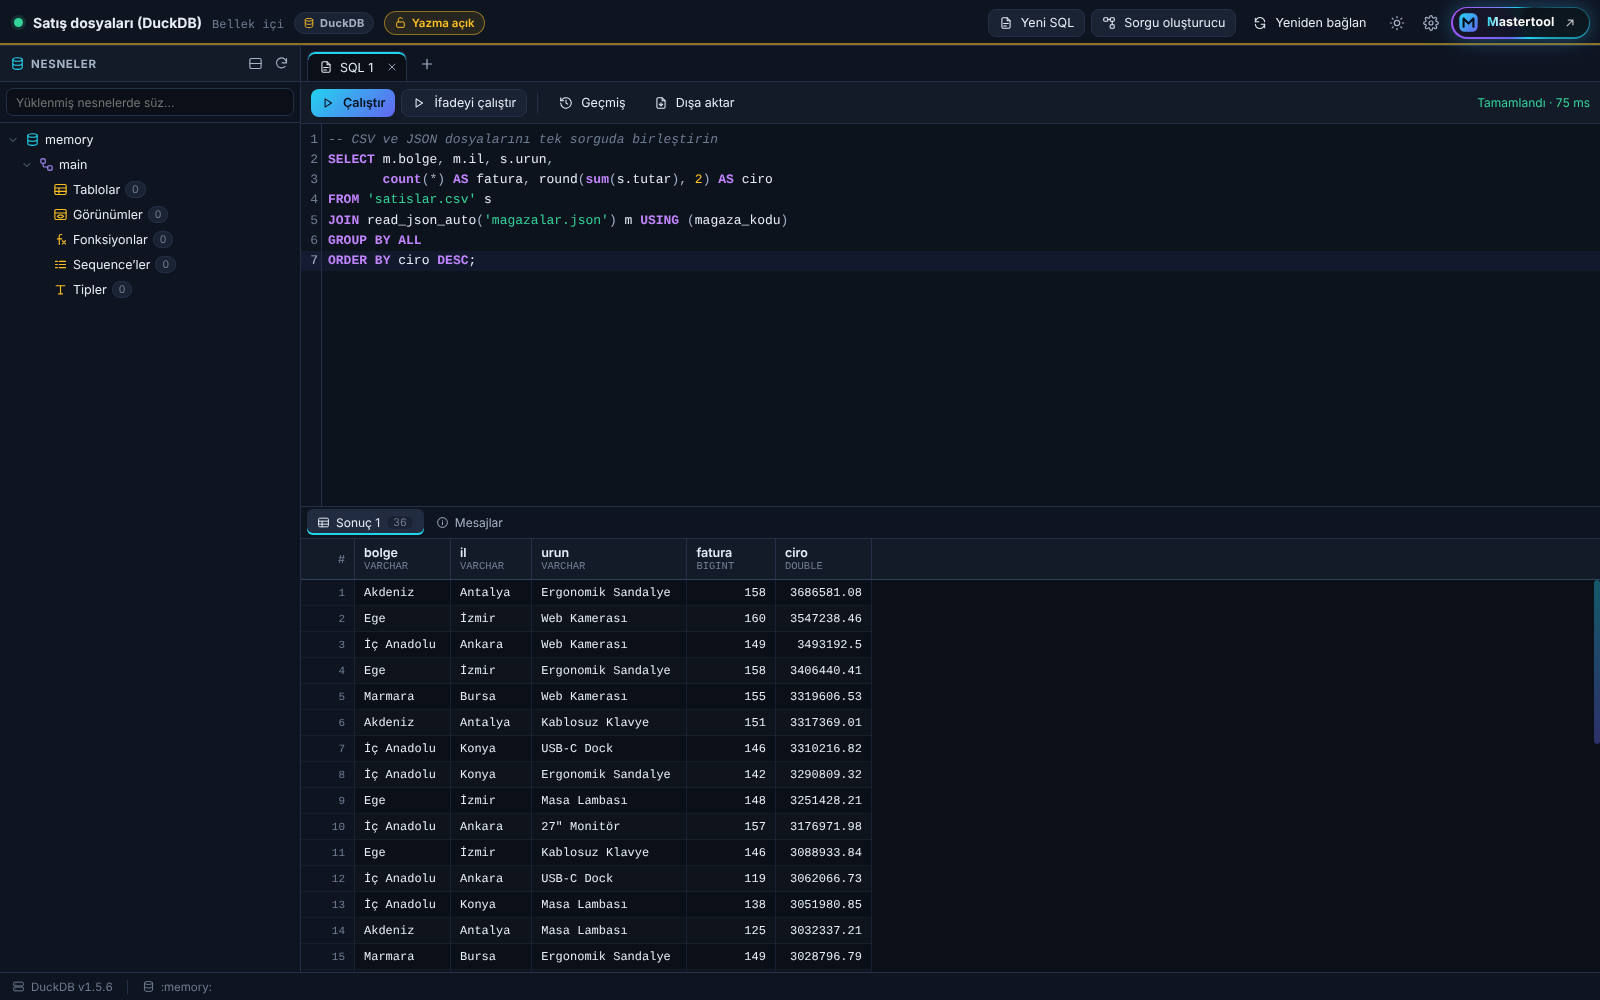 Satış dosyaları (DuckDB) Bellek içi DuckDB Yazma açık Yeni SQL Sorgu oluşturucu Yeniden bağlan Mastertool
NESNELER
Yüklenmiş nesnelerde süz...
memory
main
Tablolar 0
Görünümler 0
Fonksiyonlar 0
Sequence'ler 0
Tipler 0
SQL 1
Çalıştır İfadeyi çalıştır Geçmiş Dışa aktar Tamamlandı · 75 ms
1 -- CSV ve JSON dosyalarını tek sorguda birleştirin
2 SELECT m.bolge, m.il, s.urun,
3 count(*) AS fatura, round(sum(s.tutar), 2) AS ciro
4 FROM 'satislar.csv' s
5 JOIN read_json_auto('magazalar.json') m USING (magaza_kodu)
6 GROUP BY ALL
7 ORDER BY ciro DESC;
Sonuç 1 36 Mesajlar
# bolge il urun fatura ciro
VARCHAR VARCHAR VARCHAR BIGINT DOUBLE
1 Akdeniz Antalya Ergonomik Sandalye 158 3686581.08
2 Ege İzmir Web Kamerası 160 3547238.46
3 İç Anadolu Ankara Web Kamerası 149 3493192.5
4 Ege İzmir Ergonomik Sandalye 158 3406440.41
5 Marmara Bursa Web Kamerası 155 3319606.53
6 Akdeniz Antalya Kablosuz Klavye 151 3317369.01
7 İç Anadolu Konya USB-C Dock 146 3310216.82
8 İç Anadolu Konya Ergonomik Sandalye 142 3290809.32
9 Ege İzmir Masa Lambası 148 3251428.21
10 İç Anadolu Ankara 27" Monitör 157 3176971.98
11 Ege İzmir Kablosuz Klavye 146 3088933.84
12 İç Anadolu Ankara USB-C Dock 119 3062066.73
13 İç Anadolu Konya Masa Lambası 138 3051980.85
14 Akdeniz Antalya Masa Lambası 125 3032337.21
15 Marmara Bursa Ergonomik Sandalye 149 3028796.79
DuckDB v1.5.6 :memory: